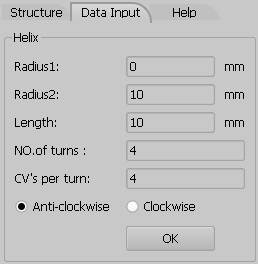 Structure Data Input Help
Helix
Radius1: 0 mm
Radius2: 10 mm
Length: 10 mm
NO.of turns : 4
CV's per turn: 4
Anti-clockwise Clockwise
OK